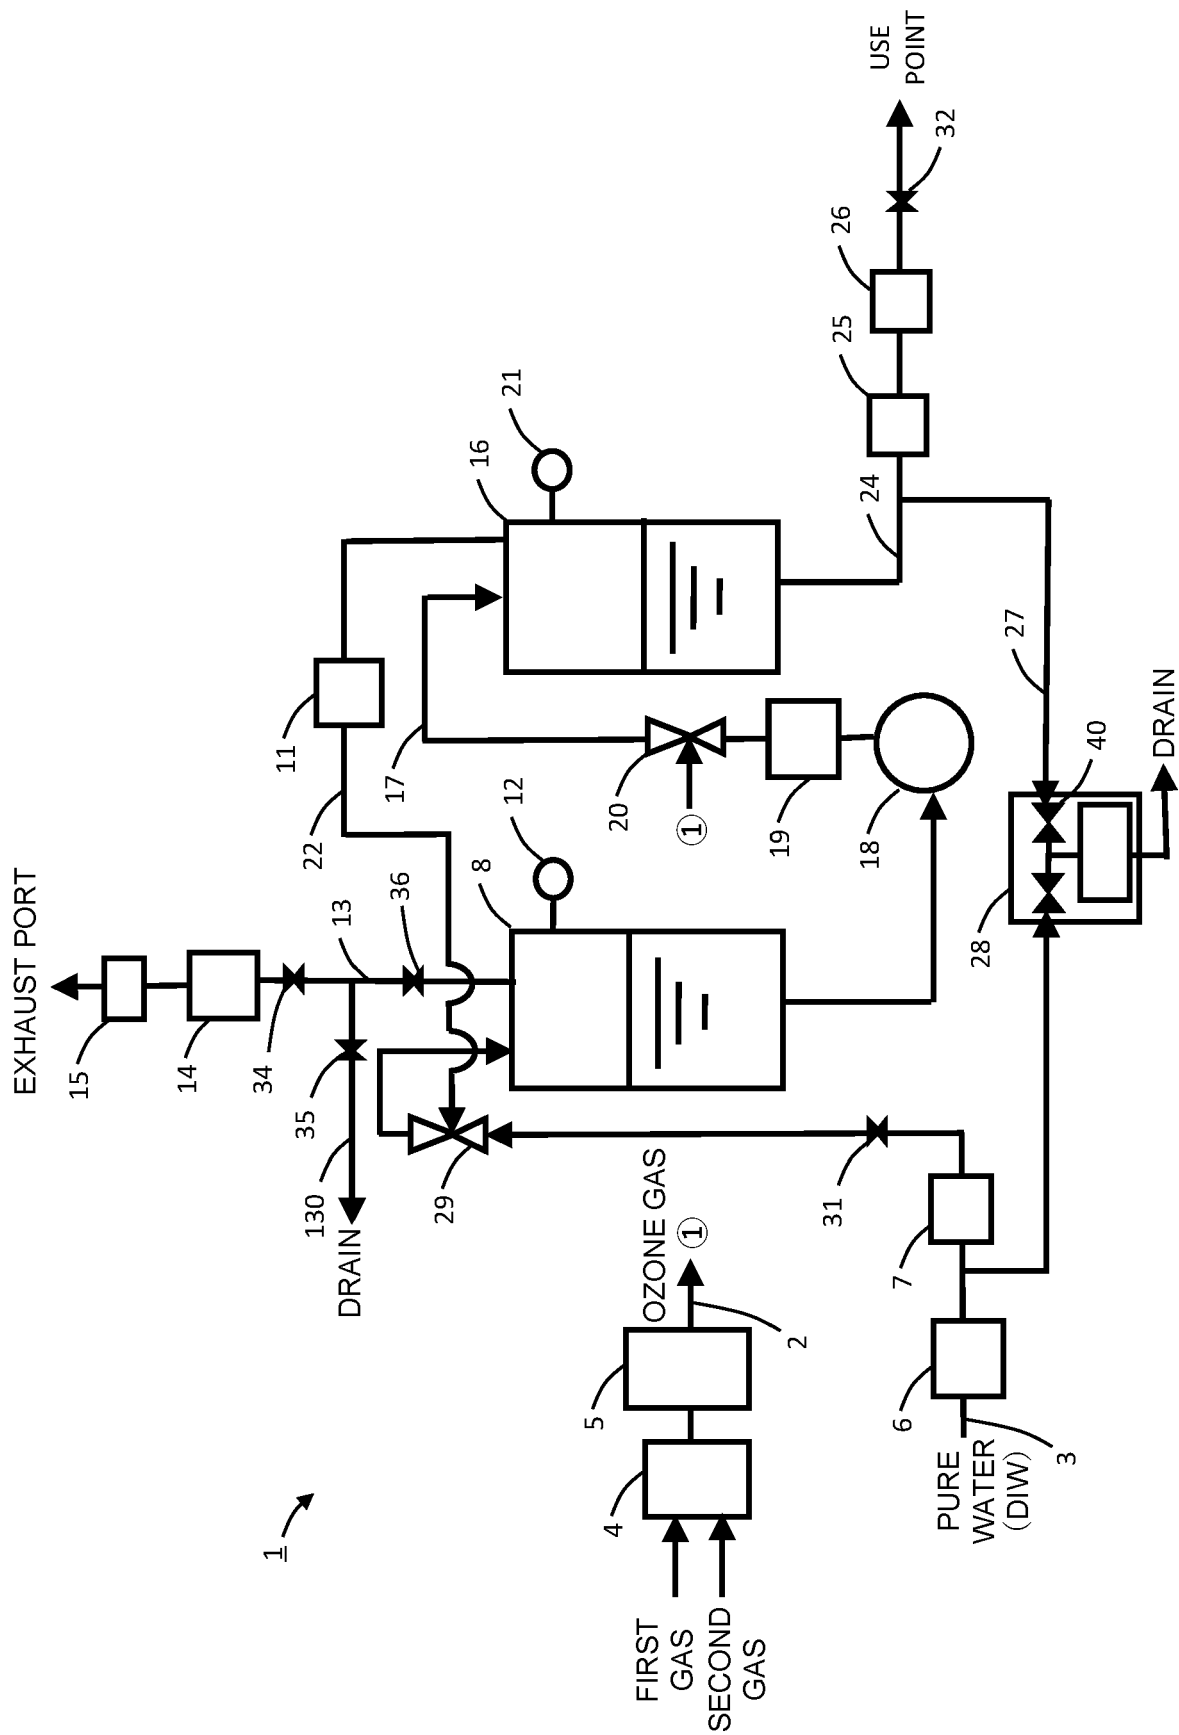 1
FIRST
GAS
SECOND
GAS
4
5
2
OZONE GAS
①
PURE
WATER
(DIW)
3
6
7
31
29
DRAIN
130
35
EXHAUST PORT
15
14
34
13
36
22
11
8
12
17
20
①
19
18
16
21
24
25
26
32
USE
POINT
27
28
40
DRAIN